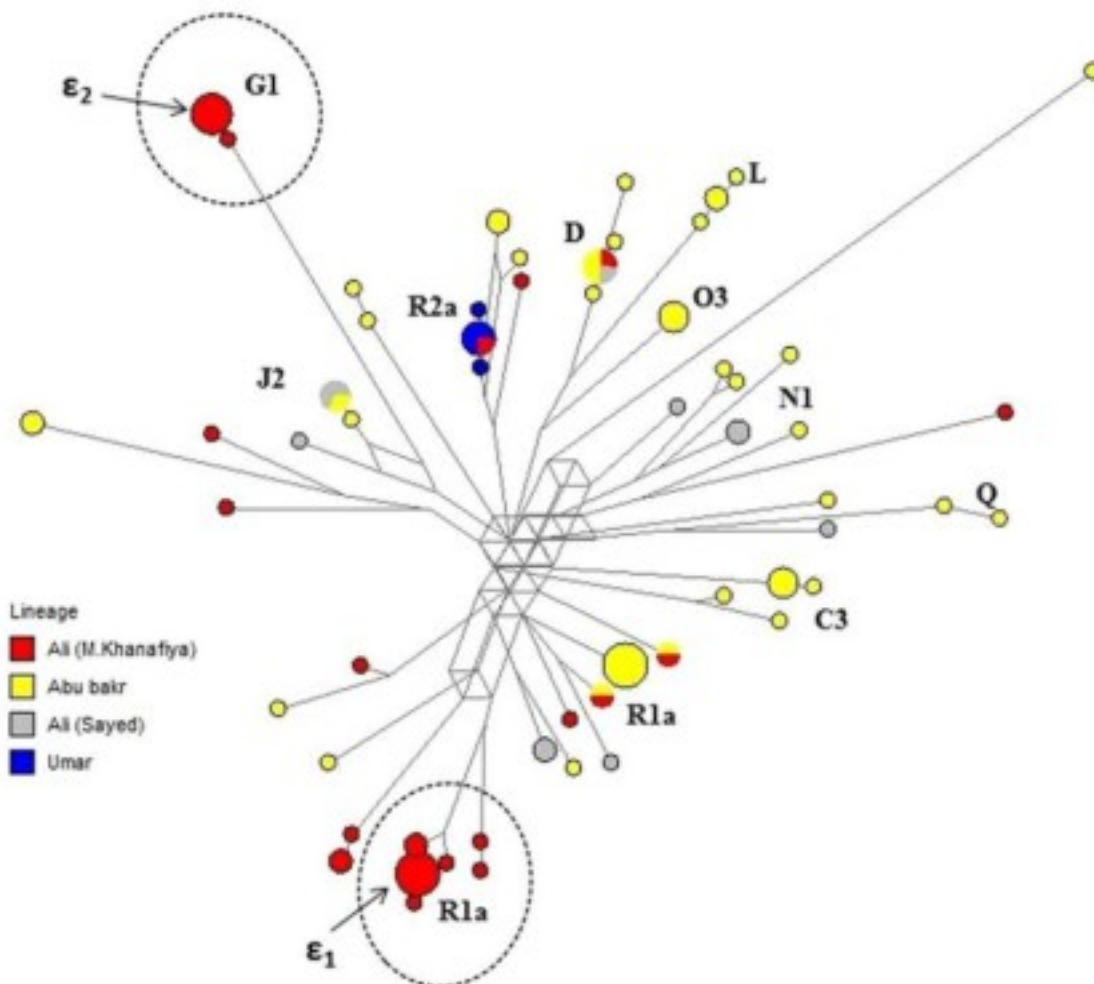 G1
ε2
L
D
O3
R2a
J2
N1
Q
Lineage
Ali (M.Khanafiya)
Abu bakr
Ali (Sayed)
Umar
C3
R1a
R1a
ε1